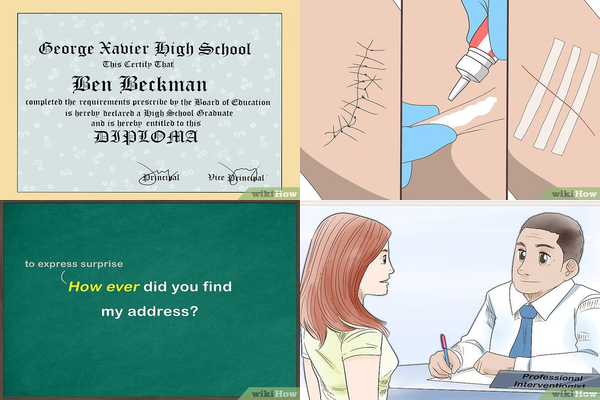 George Xavier High School
This Certify That
Ben Beckman
completed the requirements prescribe by the Board of Education
is hereby declared a High School Graduate
and is hereby entitled to this
DIPLOMA
Principal Vice Principal
wikiHow
wikiHow
to express surprise
How ever did you find
my address?
wikiHow
Professional
Interventionist
wikiHow